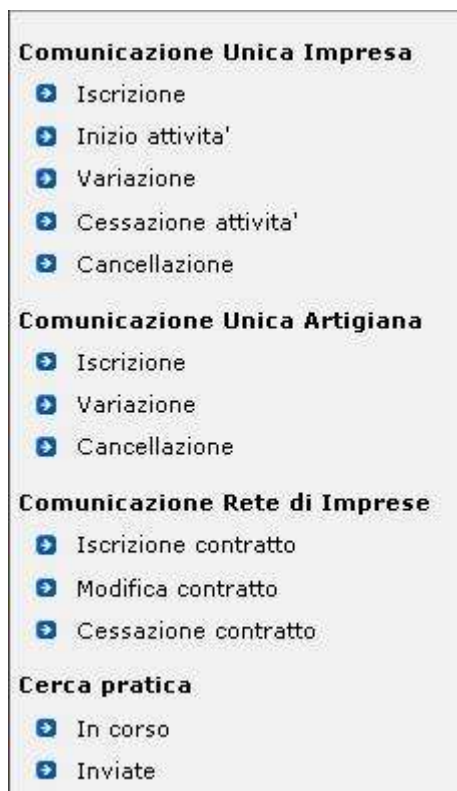 Comunicazione Unica Impresa
Iscrizione
Inizio attivita'
Variazione
Cessazione attivita'
Cancellazione
Comunicazione Unica Artigiana
Iscrizione
Variazione
Cancellazione
Comunicazione Rete di Imprese
Iscrizione contratto
Modifica contratto
Cessazione contratto
Cerca pratica
In corso
Inviate